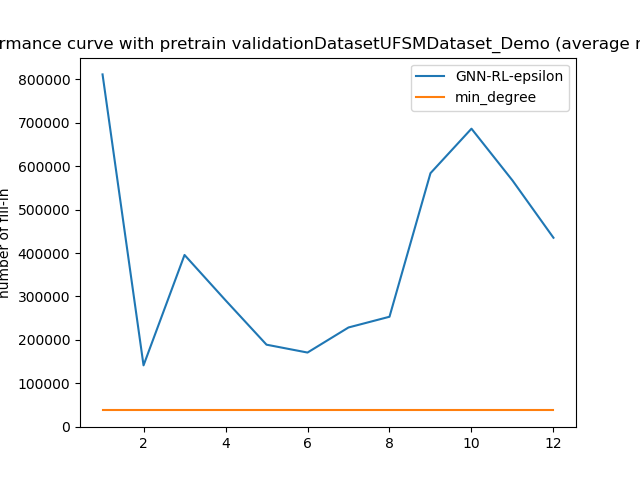 rmance curve with pretrain validationDatasetUFSMDataset_Demo (average r
GNN-RL-epsilon
min_degree
800000
700000
600000
500000
400000
300000
200000
100000
0
number of fill-in
2 4 6 8 10 12